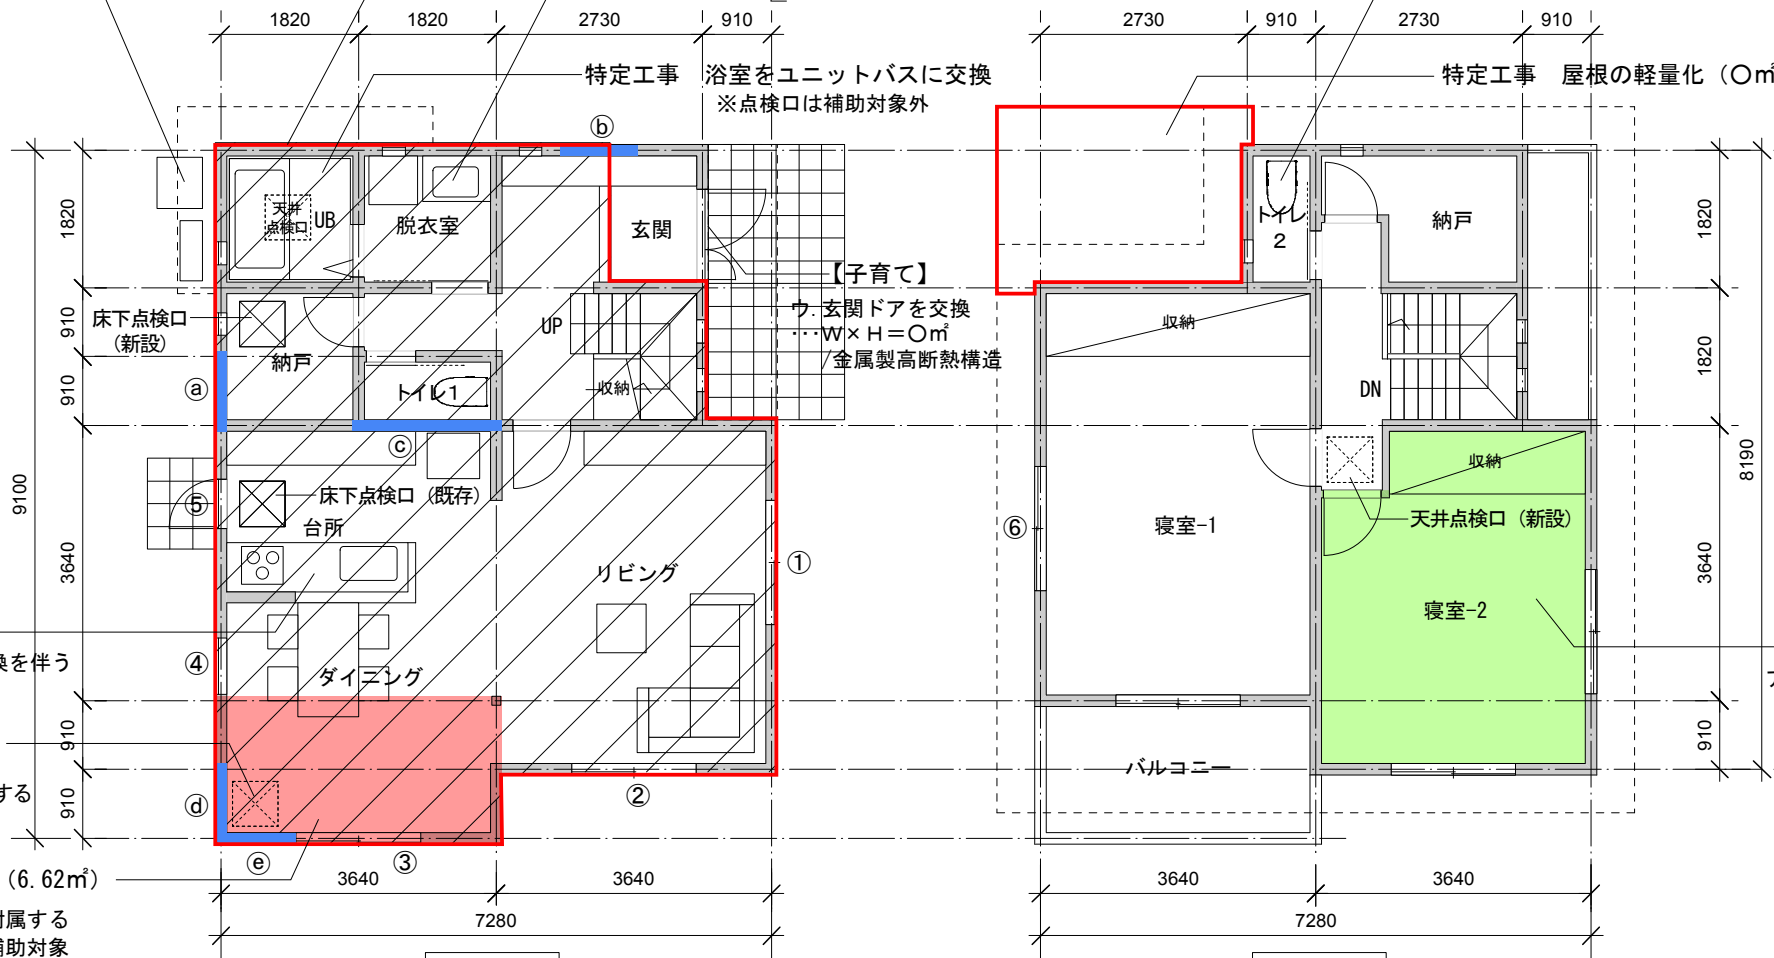 1820
1820
2730
910
2730
910
2730
910
特定工事　浴室をユニットバスに交換
※点検口は補助対象外
特定工事　屋根の軽量化（〇㎡
ⓑ
天井
点検口
UB
脱衣室
玄関
トイレ
2
納戸
1820
1820
【子育て】
ウ. 玄関ドアを交換
…W×H＝〇㎡
/金属製高断熱構造
床下点検口
(新設)
910
納戸
UP
収納
収納
1820
ⓐ
910
トイレ1
DN
ⓒ
9100
⑤
床下点検口（既存）
台所
3640
リビング
①
⑥
寝室-1
収納
天井点検口（新設）
寝室-2
3640
8190
換を伴う
④
ダイニング
910
910
する
910
ⓓ
バルコニー
②
ⓔ
③
(6.62㎡)
3640
3640
3640
3640
付属する
補助対象
7280
7280